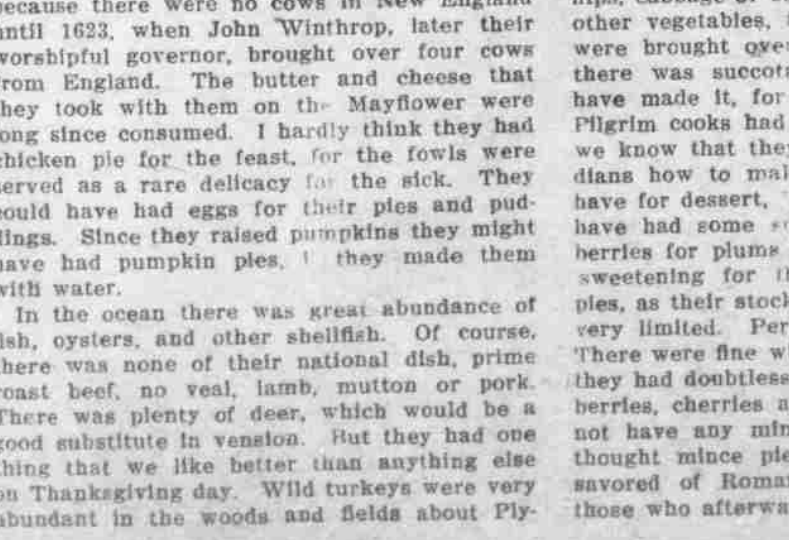 because there were no cows in New England
until 1623, when John Winthrop, later their
worshipful governor, brought over four cows
from England. The butter and cheese that
they took with them on the Mayflower were
long since consumed. I hardly think they had
chicken pie for the feast, for the fowls were
served as a rare delicacy for the sick. They
could have had eggs for their pies and pud-
dings. Since they raised pumpkins they might
have had pumpkin pies, they made them
with water.
In the ocean there was great abundance of
fish, oysters, and other shellfish. Of course,
there was none of their national dish, prime
roast beef, no veal, lamb, mutton or pork.
There was plenty of deer, which would be a
good substitute in vension. But they had one
thing that we like better than anything else
on Thanksgiving day. Wild turkeys were very
abundant in the woods and fields about Ply-
other vegetables,
were brought over
there was succot
have made it, for
Pilgrim cooks had
we know that they
dians how to mak
have for dessert,
have had some
berries for plums
sweetening for
pies, as their stock
very limited. Per
There were fine w
they had doubtless
berries, cherries a
not have any min
thought mince pie
savored of Roma
those who afterwa